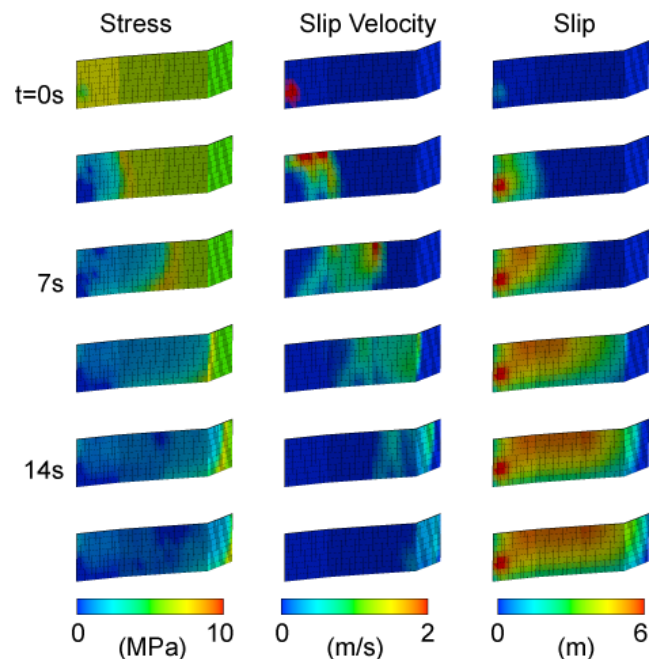 Stress Slip Velocity Slip
t=0s
7s
14s
0 10 0 2 0 6
(MPa) (m/s) (m)